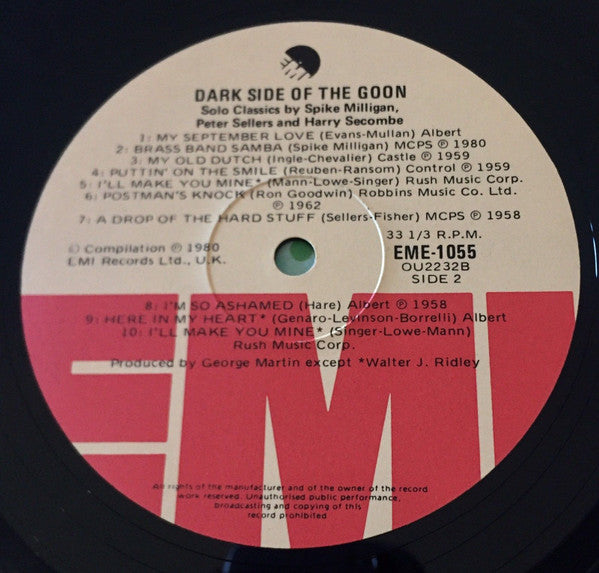 EMI
DARK SIDE OF THE GOON
Solo Classics by Spike Milligan,
Peter Sellers and Harry Secombe
1: MY SEPTEMBER LOVE (Evans-Mullan) Albert
2: BRASS BAND SAMBA (Spike Milligan) MCPS ℗ 1980
3: MY OLD DUTCH (Ingle-Chevalier) Castle ℗ 1959
4: PUTTIN' ON THE SMILE (Reuben-Ransom) Control ℗ 1959
5: I'LL MAKE YOU MINE* (Mann-Lowe-Singer) Rush Music Corp.
6: POSTMAN'S KNOCK (Ron Goodwin) Robbins Music Co. Ltd.
℗ 1962
7: A DROP OF THE HARD STUFF (Sellers-Fisher) MCPS ℗ 1958
33 1/3 R.P.M.
© Compilation ℗ 1980
EMI Records Ltd., U.K.
EME-1055
OU2232B
SIDE 2
8: I'M SO ASHAMED (Hare) Albert ℗ 1958
9: HERE IN MY HEART* (Genaro-Levinson-Borrelli) Albert
10: I'LL MAKE YOU MINE* (Singer-Lowe-Mann)
Rush Music Corp.
Produced by George Martin except *Walter J. Ridley
EMI
All rights of the manufacturer and of the owner of the record
work reserved. Unauthorised public performance,
broadcasting and copying of this
record prohibited